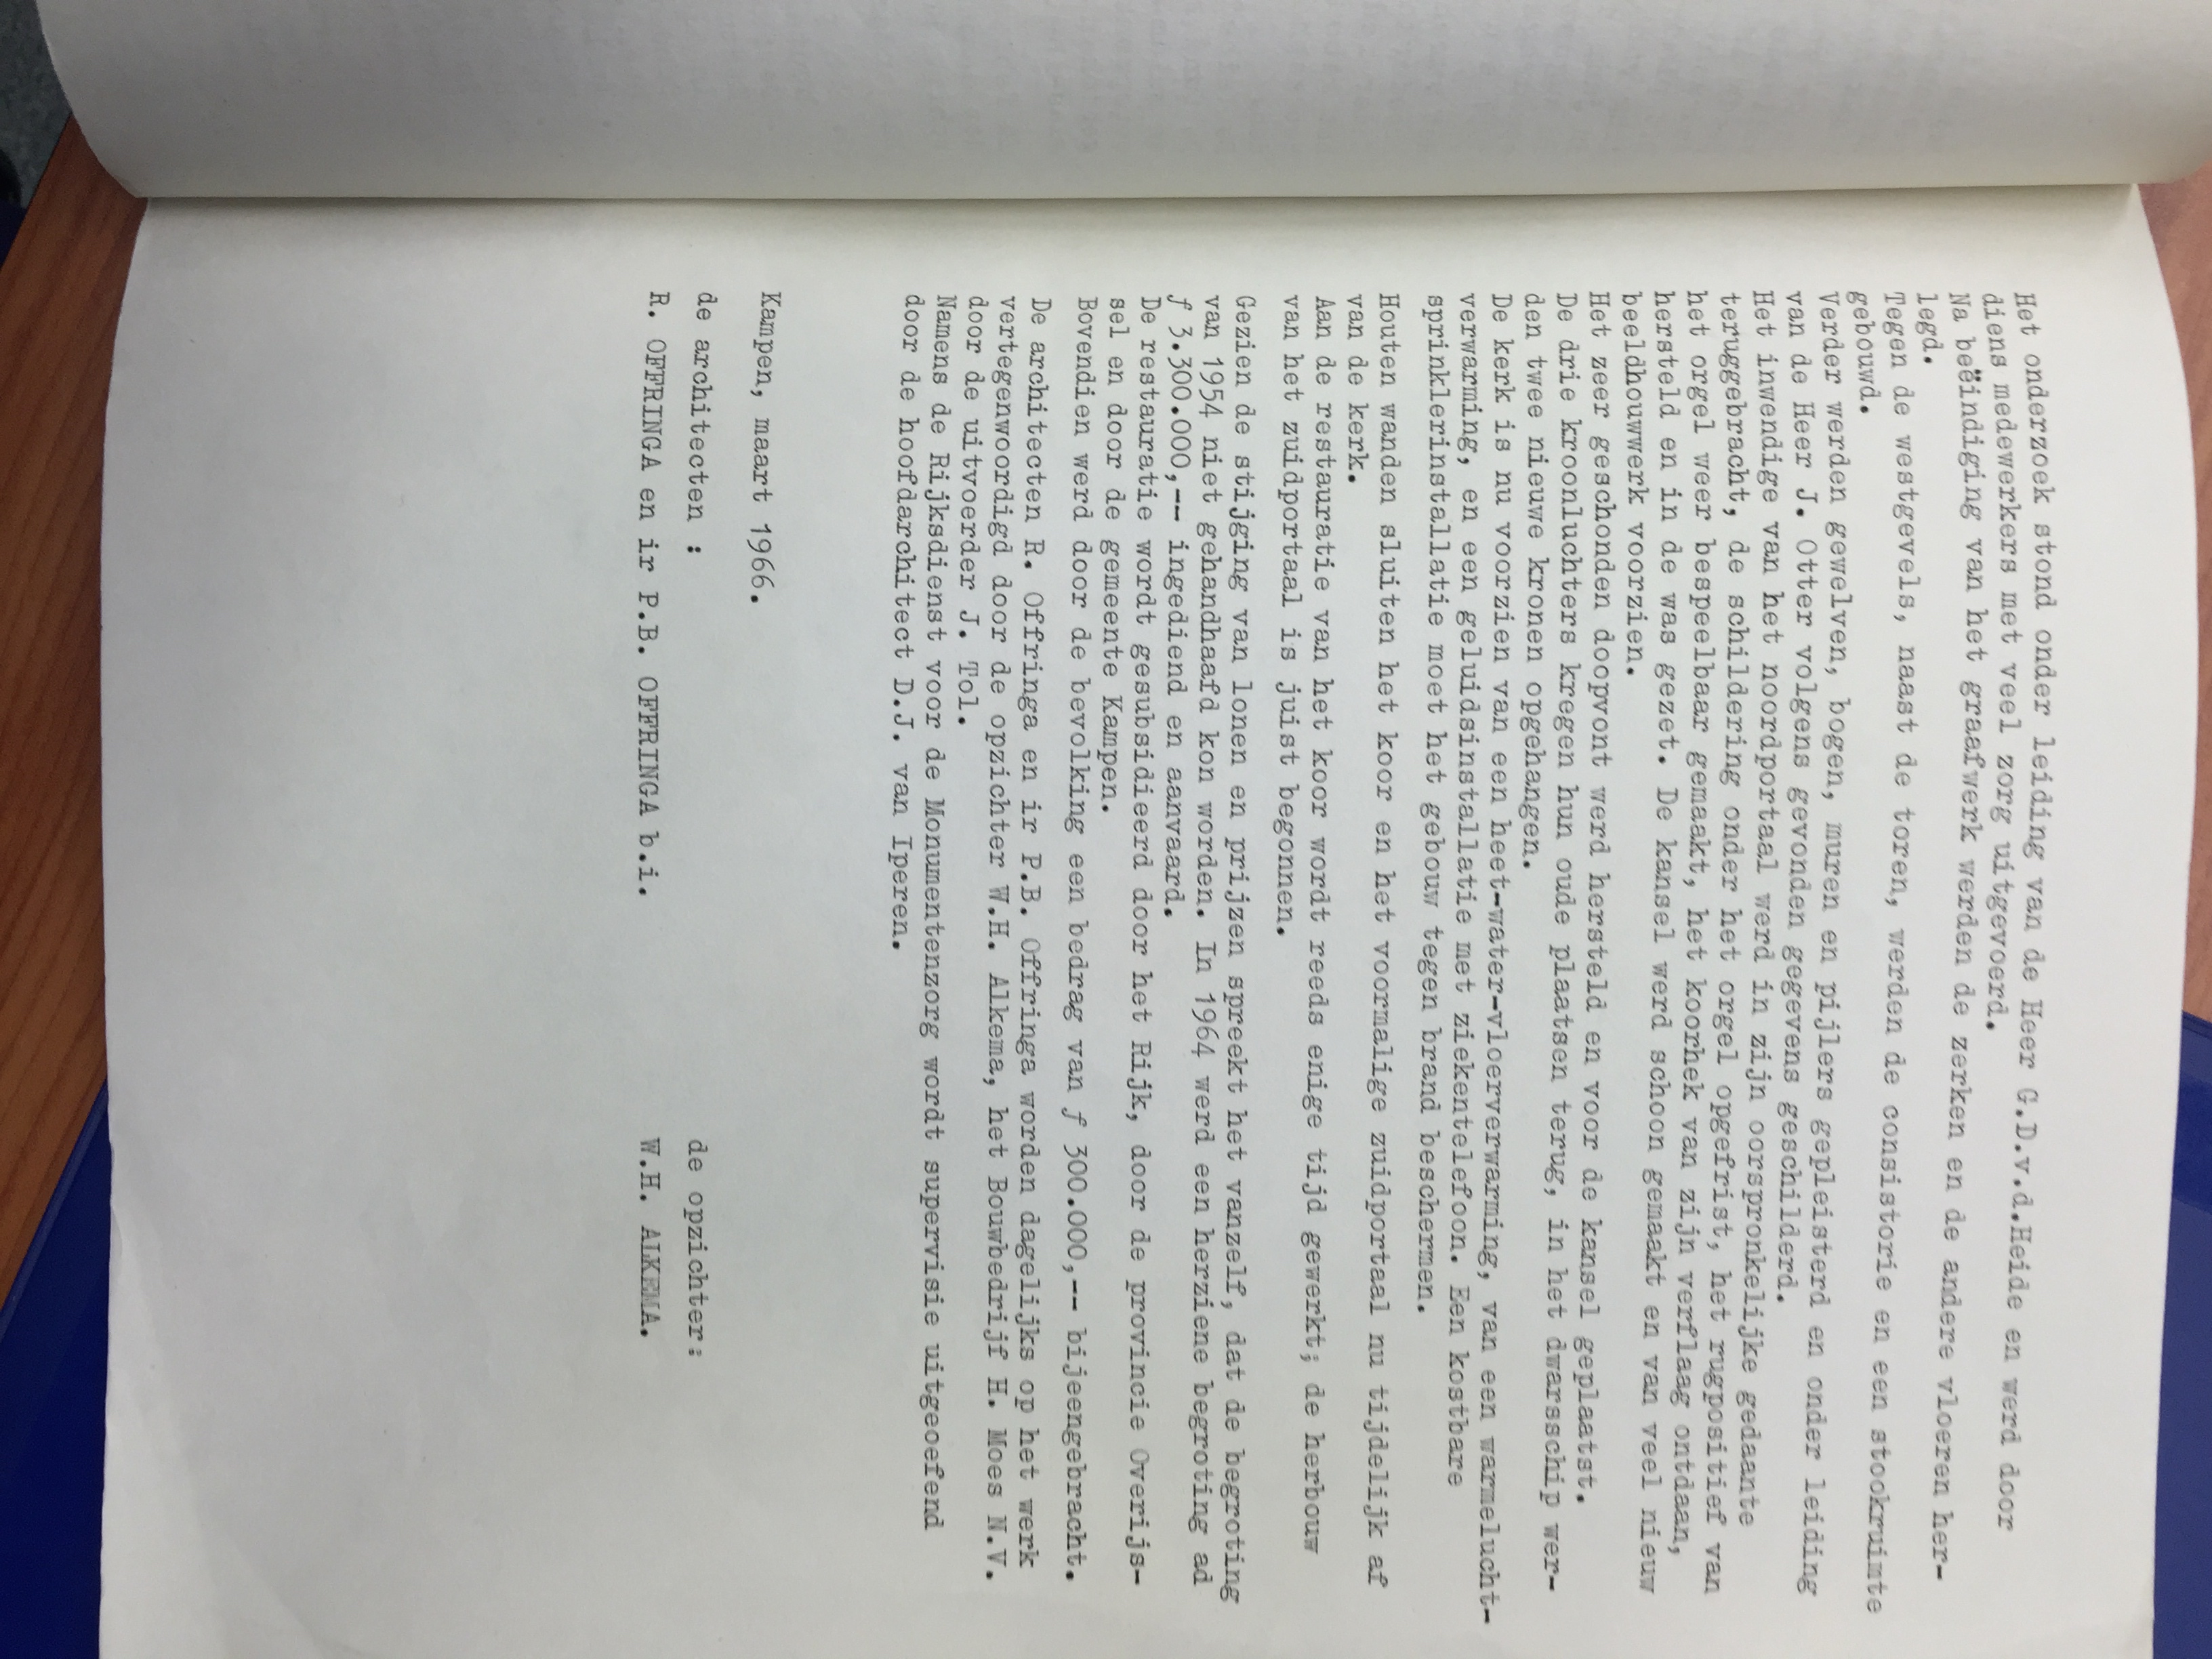 Het onderzoek stond onder leiding van de Heer G.D.v.d.Heide en werd door
diens medewerkers met veel zorg uitgevoerd.
Na beëindiging van het graafwerk werden de zerken en de andere vloeren her-
legd.
Tegen de westgevels, naast de toren, werden de consistorie en een stookruimte
gebouwd.
Verder werden gewelven, bogen, muren en pijlers gepleisterd en onder leiding
van de Heer J. Otter volgens gevonden gegevens geschilderd.
Het inwendige van het noordportaal werd in zijn oorspronkelijke gedaante
teruggebracht, de schildering onder het orgel opgefrist, het rugpositief van
het orgel weer bespeelbaar gemaakt, het koorhek van zijn verflaag ontdaan,
hersteld en in de was gezet. De kansel werd schoon gemaakt en van veel nieuw
beeldhouwwerk voorzien.
Het zeer geschonden doopvont werd hersteld en voor de kansel geplaatst.
De drie kroonluchters kregen hun oude plaatsen terug, in het dwarsschip wer-
den twee nieuwe kronen opgehangen.
De kerk is nu voorzien van een heet-water-vloerverwarming, van een warmelucht-
verwarming, en een geluidsinstallatie met ziekentelefoon. Een kostbare
sprinklerinstallatie moet het gebouw tegen brand beschermen.
Houten wanden sluiten het koor en het voormalige zuidportaal nu tijdelijk af
van de kerk.
Aan de restauratie van het koor wordt reeds enige tijd gewerkt; de herbouw
van het zuidportaal is juist begonnen.
Gezien de stijging van lonen en prijzen spreekt het vanzelf, dat de begroting
van 1954 niet gehandhaafd kon worden. In 1964 werd een herziene begroting ad
ƒ 3.300.000,-- ingediend en aanvaard.
De restauratie wordt gesubsidieerd door het Rijk, door de provincie Overijs-
sel en door de gemeente Kampen.
Bovendien werd door de bevolking een bedrag van ƒ 300.000,-- bijeengebracht.
De architecten R. Offringa en ir P.B. Offringa worden dagelijks op het werk
vertegenwoordigd door de opzichter W.H. Alkema, het Bouwbedrijf H. Moes N.V.
door de uitvoerder J. Tol.
Namens de Rijksdienst voor de Monumentenzorg wordt supervisie uitgeoefend
door de hoofdarchitect D.J. van Iperen.
Kampen, maart 1966.
de architecten : de opzichter:
R. OFFRINGA en ir P.B. OFFRINGA b.i. W.H. ALKEMA.